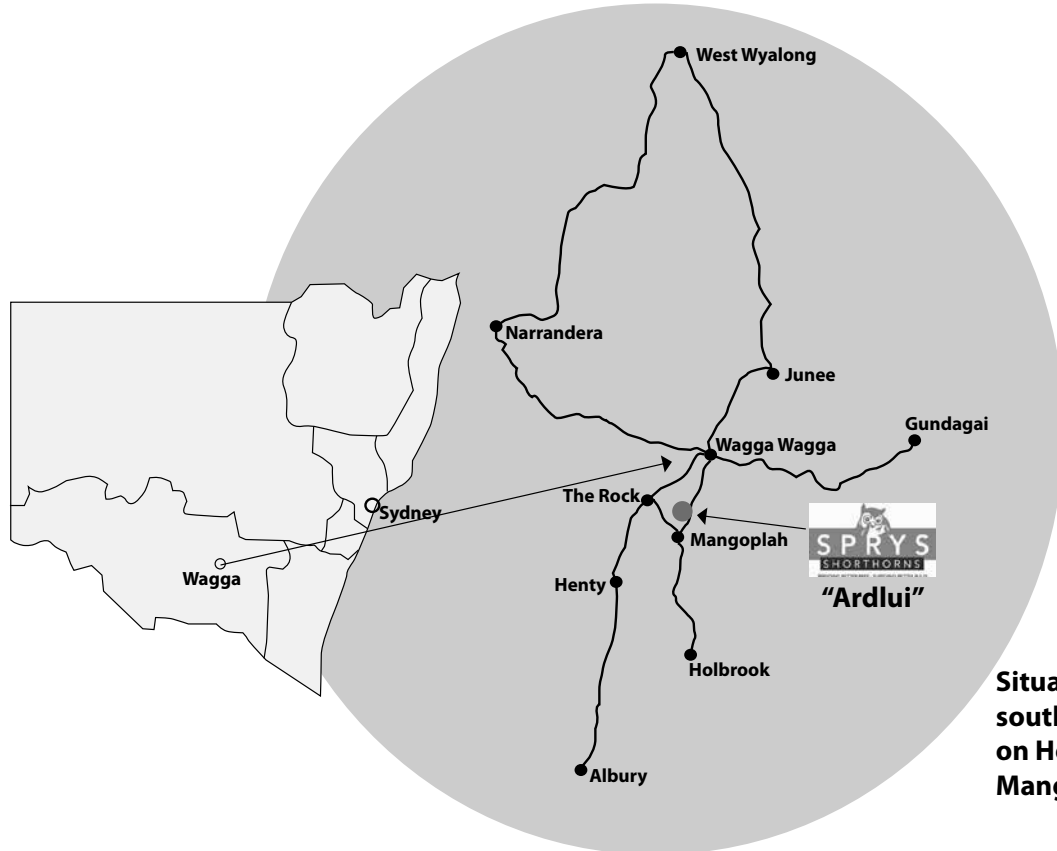 West Wyalong
Narrandera
Junee
Gundagai
Wagga Wagga
The Rock
Sydney
Mangoplah
SPRYS
SHORTHORNS
Wagga
Henty
“Ardlui”
Holbrook
Situa
south
on He
Mang
Albury